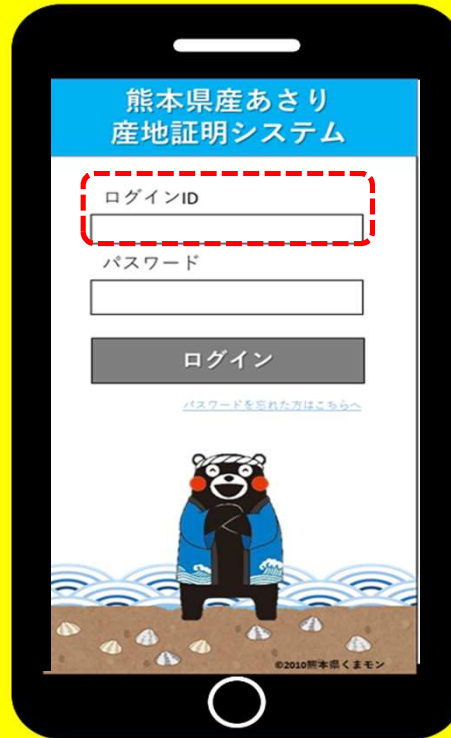 熊本県産あさり
産地証明システム
ログインID
パスワード
ログイン
パスワードを忘れた方はこちらへ
©2010熊本県くまモン